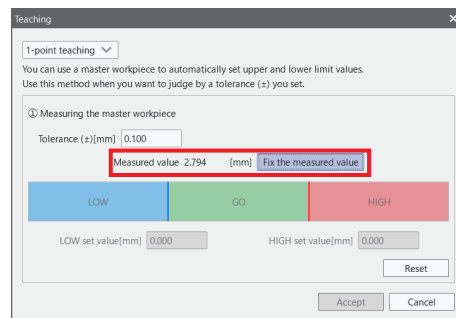 Teaching
1-point teaching
You can use a master workpiece to automatically set upper and lower limit values.
Use this method when you want to judge by a tolerance (±) you set.
① Measuring the master workpiece
Tolerance (±)[mm] 0.100
Measured value 2.794 [mm] Fix the measured value
LOW GO HIGH
LOW set value[mm] 0.000 HIGH set value[mm] 0.000
Reset
Accept Cancel